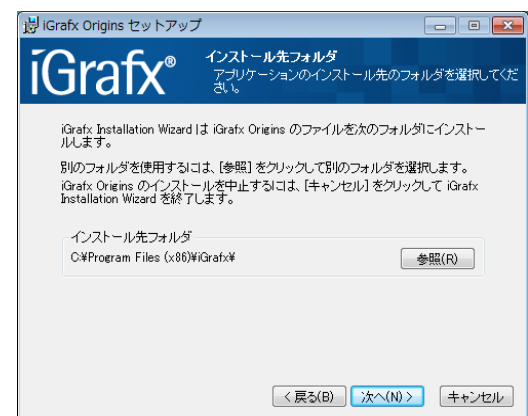 iGrafx Origins セットアップ
iGrafx®
インストール先フォルダ
アプリケーションのインストール先のフォルダを選択してくだ
さい。
iGrafx Installation Wizard は iGrafx Origins のファイルを次のフォルダにインストー
ルします。
別のフォルダを使用するには、[参照] をクリックして別のフォルダを選択します。
iGrafx Origins のインストールを中止するには、[キャンセル] をクリックして iGrafx
Installation Wizard を終了します。
インストール先フォルダ
C:¥Program Files (x86)¥iGrafx¥
参照(R)
< 戻る(B)
次へ(N) >
キャンセル